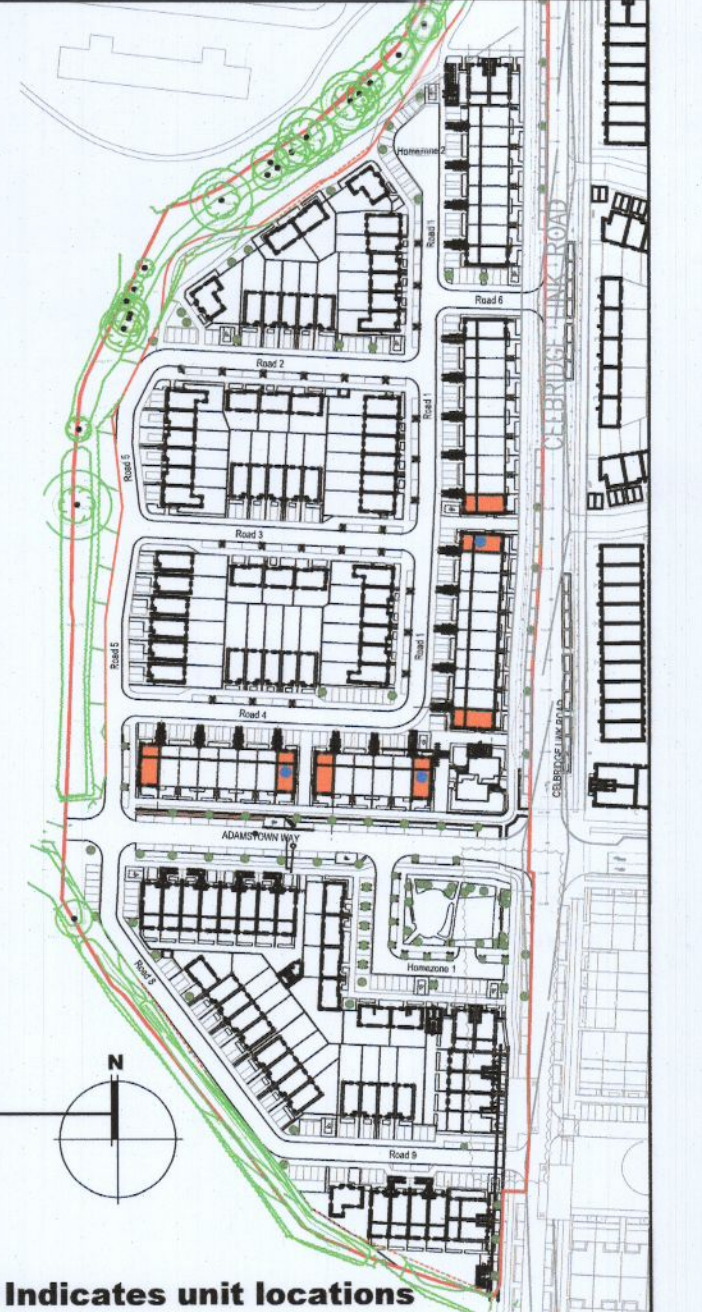 Homezone 2
Road 1
Road 6
CELBRIDGE LINK ROAD
Road 2
Road 1
Road 5
Road 3
Road 5
Road 1
Road 4
CELBRIDGE LINK ROAD
ADAMSTOWN WAY
Homezone 1
Road 8
N
Road 9
Indicates unit locations